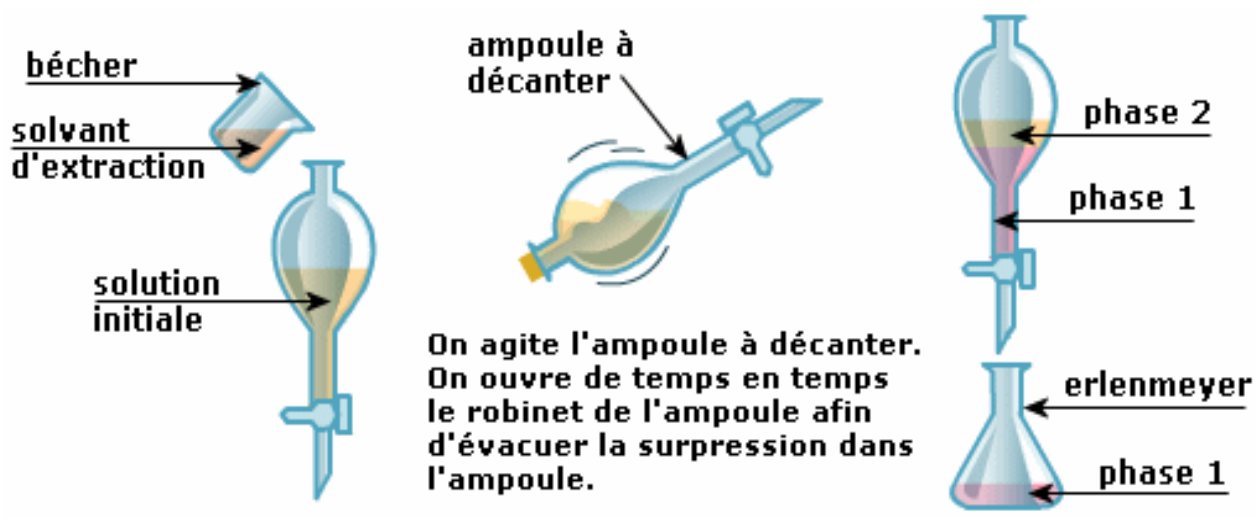 bécher
solvant
d'extraction
solution
initiale
ampoule à
décanter
On agite l'ampoule à décanter.
On ouvre de temps en temps
le robinet de l'ampoule afin
d'évacuer la surpression dans
l'ampoule.
phase 2
phase 1
erlenmeyer
phase 1